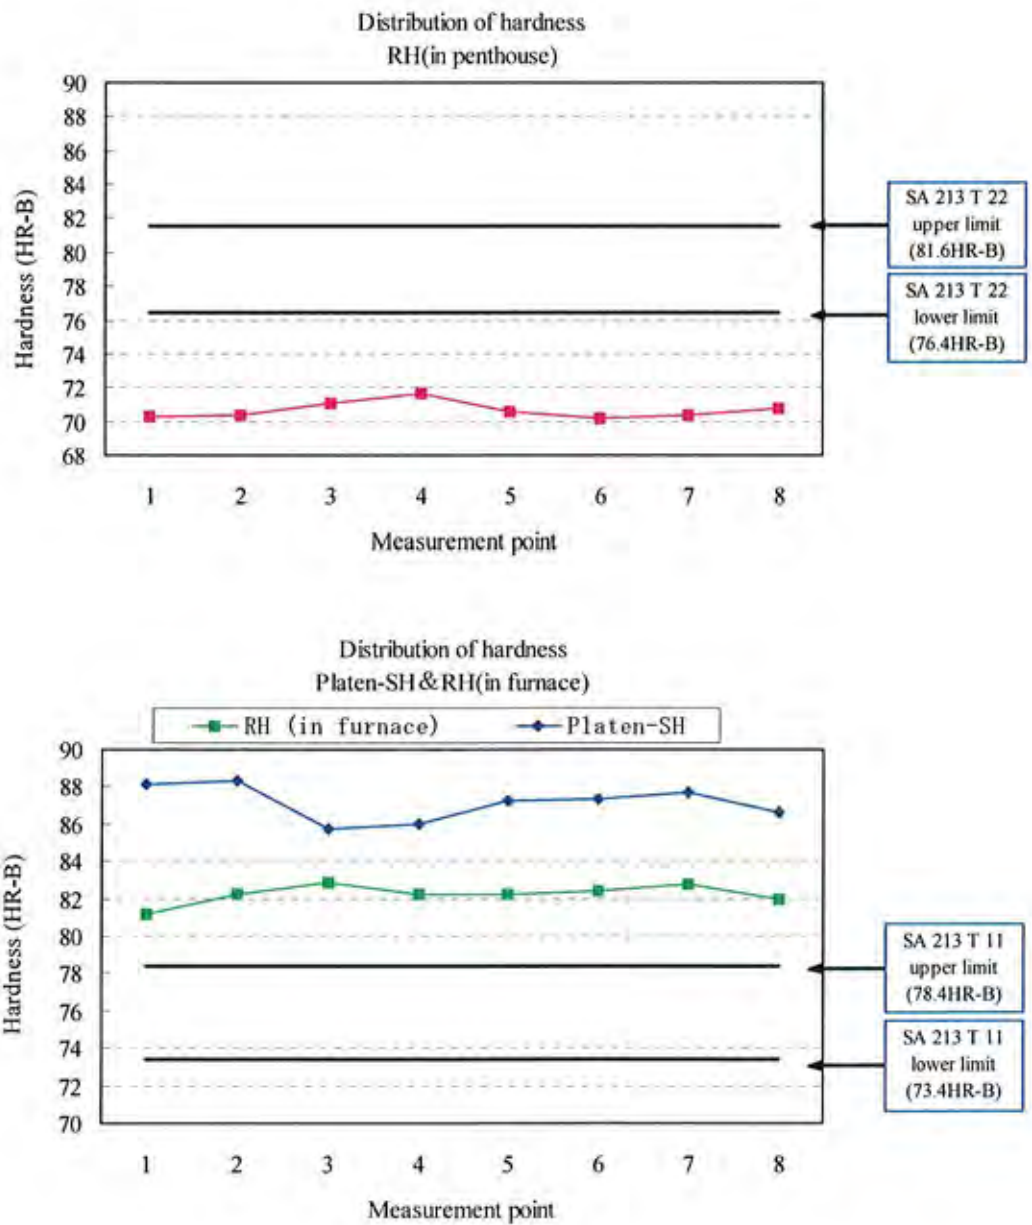 Distribution of hardness
RH(in penthouse)
90
88
86
84
82
80
78
76
74
72
70
68
Hardness (HR-B)
1 2 3 4 5 6 7 8
Measurement point
SA 213 T 22
upper limit
(81.6HR-B)
SA 213 T 22
lower limit
(76.4HR-B)
Distribution of hardness
Platen-SH&RH(in furnace)
RH (in furnace) Platen-SH
90
88
86
84
82
80
78
76
74
72
70
Hardness (HR-B)
1 2 3 4 5 6 7 8
Measurement point
SA 213 T 11
upper limit
(78.4HR-B)
SA 213 T 11
lower limit
(73.4HR-B)